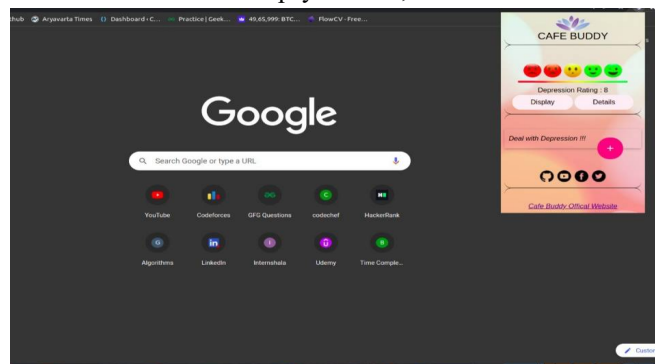 Aryavarta Times
Dashboard - C...
Practice | Geek...
49,65,999: BTC...
FlowCV - Free...
CAFE BUDDY
Depression Rating : 8
Display
Details
Deal with Depression !!!
+
Cafe Buddy Offical Website
Google
Search Google or type a URL
YouTube
Codeforces
GFG Questions
codechef
HackerRank
Algorithms
LinkedIn
Internshala
Udemy
Time Comple...